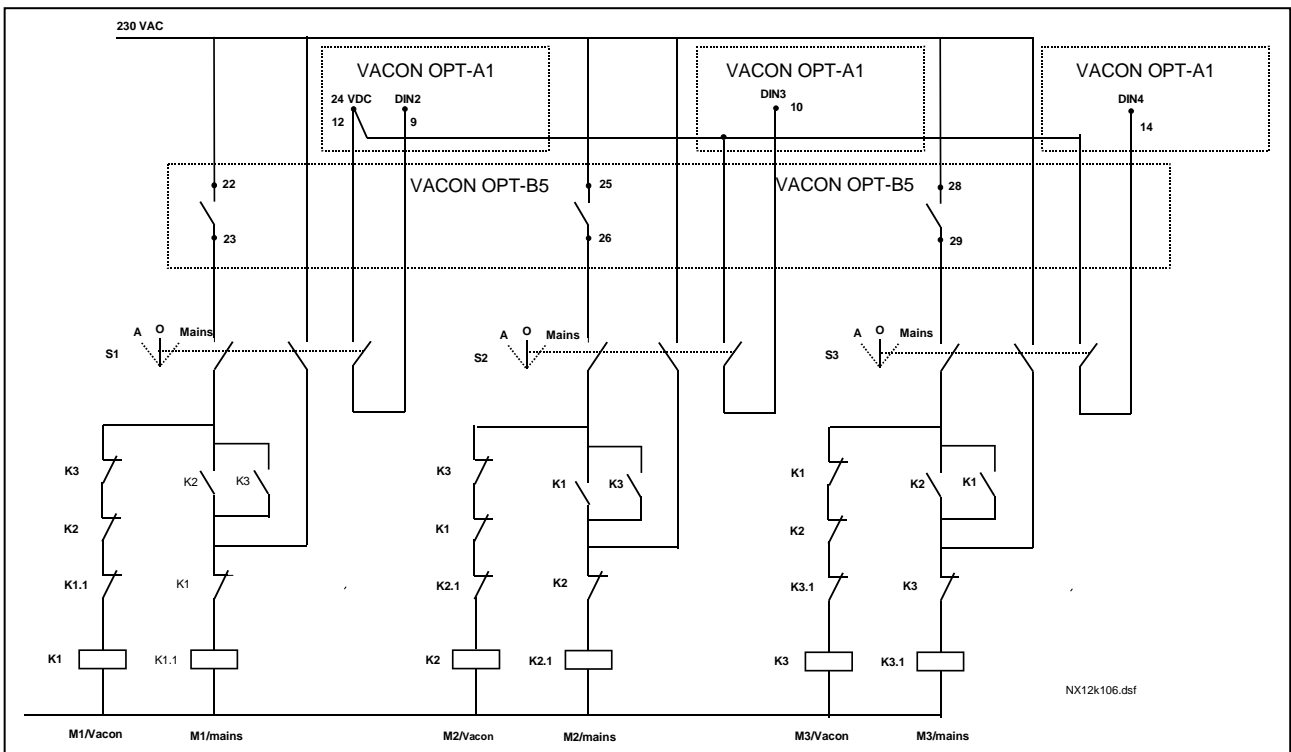 230 VAC
VACON OPT-A1
24 VDC DIN2
12 9
VACON OPT-A1
DIN3
10
VACON OPT-A1
DIN4
14
22 VACON OPT-B5 25 VACON OPT-B5 28
23 26 29
A O Mains
S1
A O Mains
S2
A O Mains
S3
K3 K2 K3
K2
K1.1 K1
K1 K1.1
K3 K1 K3
K1
K2.1 K2
K2 K2.1
K1 K2 K1
K2
K3.1 K3
K3 K3.1
NX12k106.dsf
M1/Vacon M1/mains M2/Vacon M2/mains M3/Vacon M3/mains